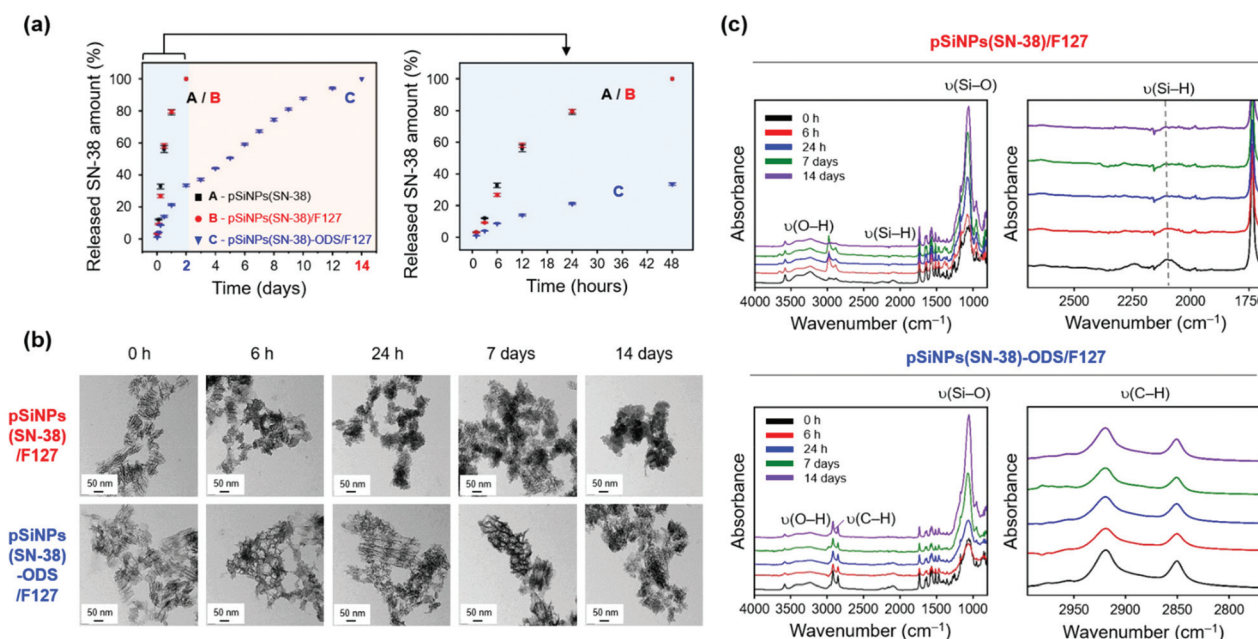 (a)
Released SN-38 amount (%)
100
80
60
40
20
0
A / B
C
A - pSiNPs(SN-38)
B - pSiNPs(SN-38)/F127
C - pSiNPs(SN-38)-ODS/F127
0 2 4 6 8 10 12 14
Time (days)
Released SN-38 amount (%)
100
80
60
40
20
0
A / B
C
0 6 12 18 24 30 36 42 48
Time (hours)
(b)
0 h 6 h 24 h 7 days 14 days
pSiNPs
(SN-38)
/F127
50 nm 50 nm 50 nm 50 nm 50 nm
pSiNPs
(SN-38)
-ODS
/F127
50 nm 50 nm 50 nm 50 nm 50 nm
(c)
pSiNPs(SN-38)/F127
υ(Si–O)
Absorbance
0 h
6 h
24 h
7 days
14 days
υ(O–H)
υ(Si–H)
4000 3000 2000 1500 1000
Wavenumber (cm⁻¹)
υ(Si–H)
Absorbance
2500 2250 2000 1750
Wavenumber (cm⁻¹)
pSiNPs(SN-38)-ODS/F127
υ(Si–O)
Absorbance
0 h
6 h
24 h
7 days
14 days
υ(O–H)
υ(C–H)
4000 3000 2000 1500 1000
Wavenumber (cm⁻¹)
υ(C–H)
Absorbance
2950 2900 2850 2800
Wavenumber (cm⁻¹)